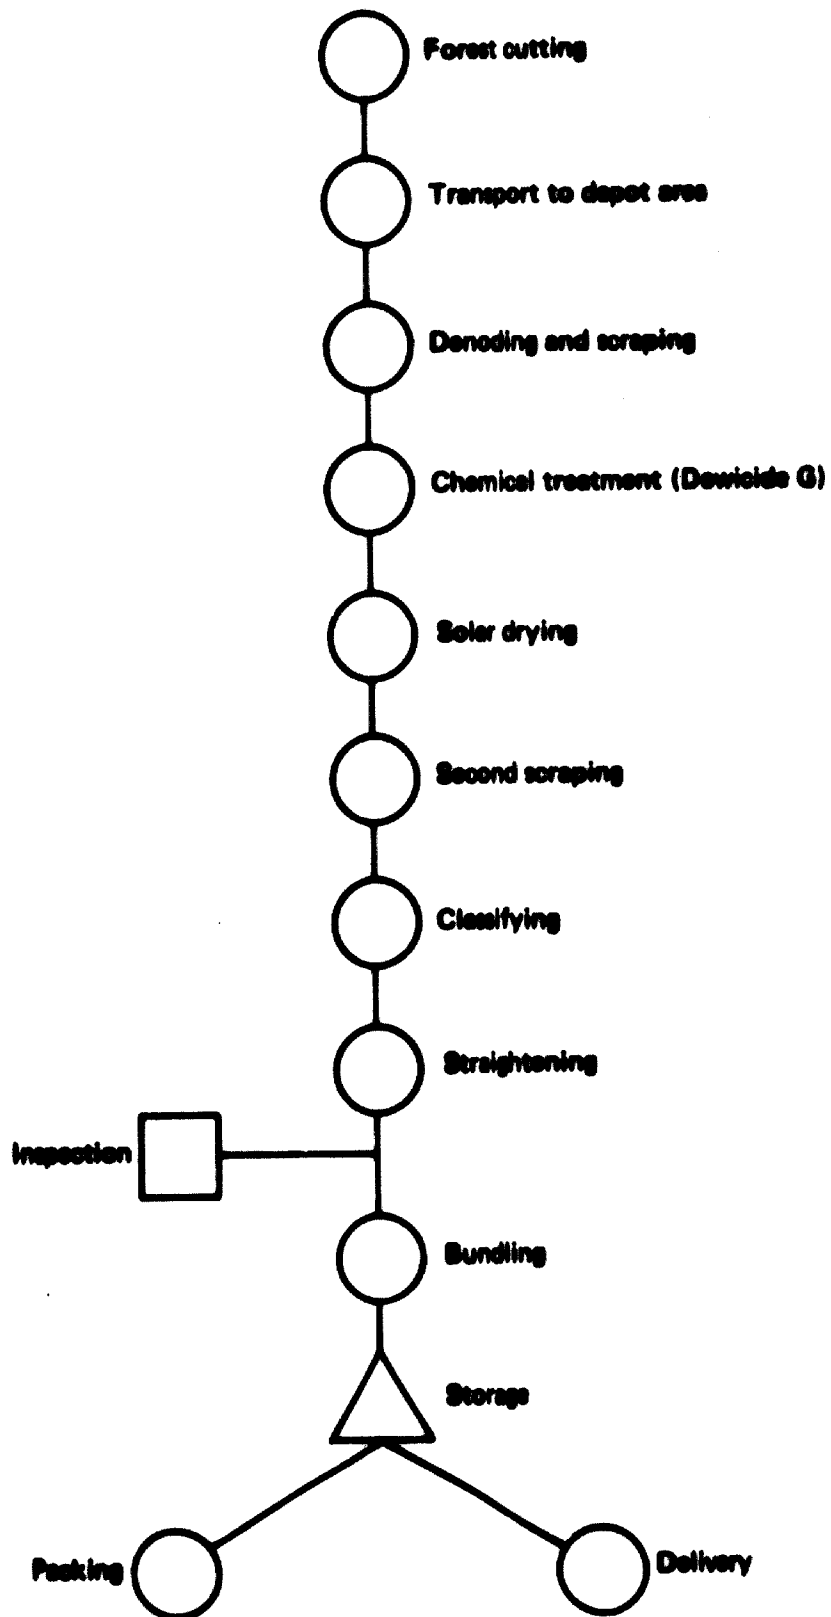 Forest cutting
Transport to depot area
Denoding and scraping
Chemical treatment (Dowicide G)
Solar drying
Second scraping
Classifying
Straightening
Inspection
Bundling
Storage
Packing
Delivery